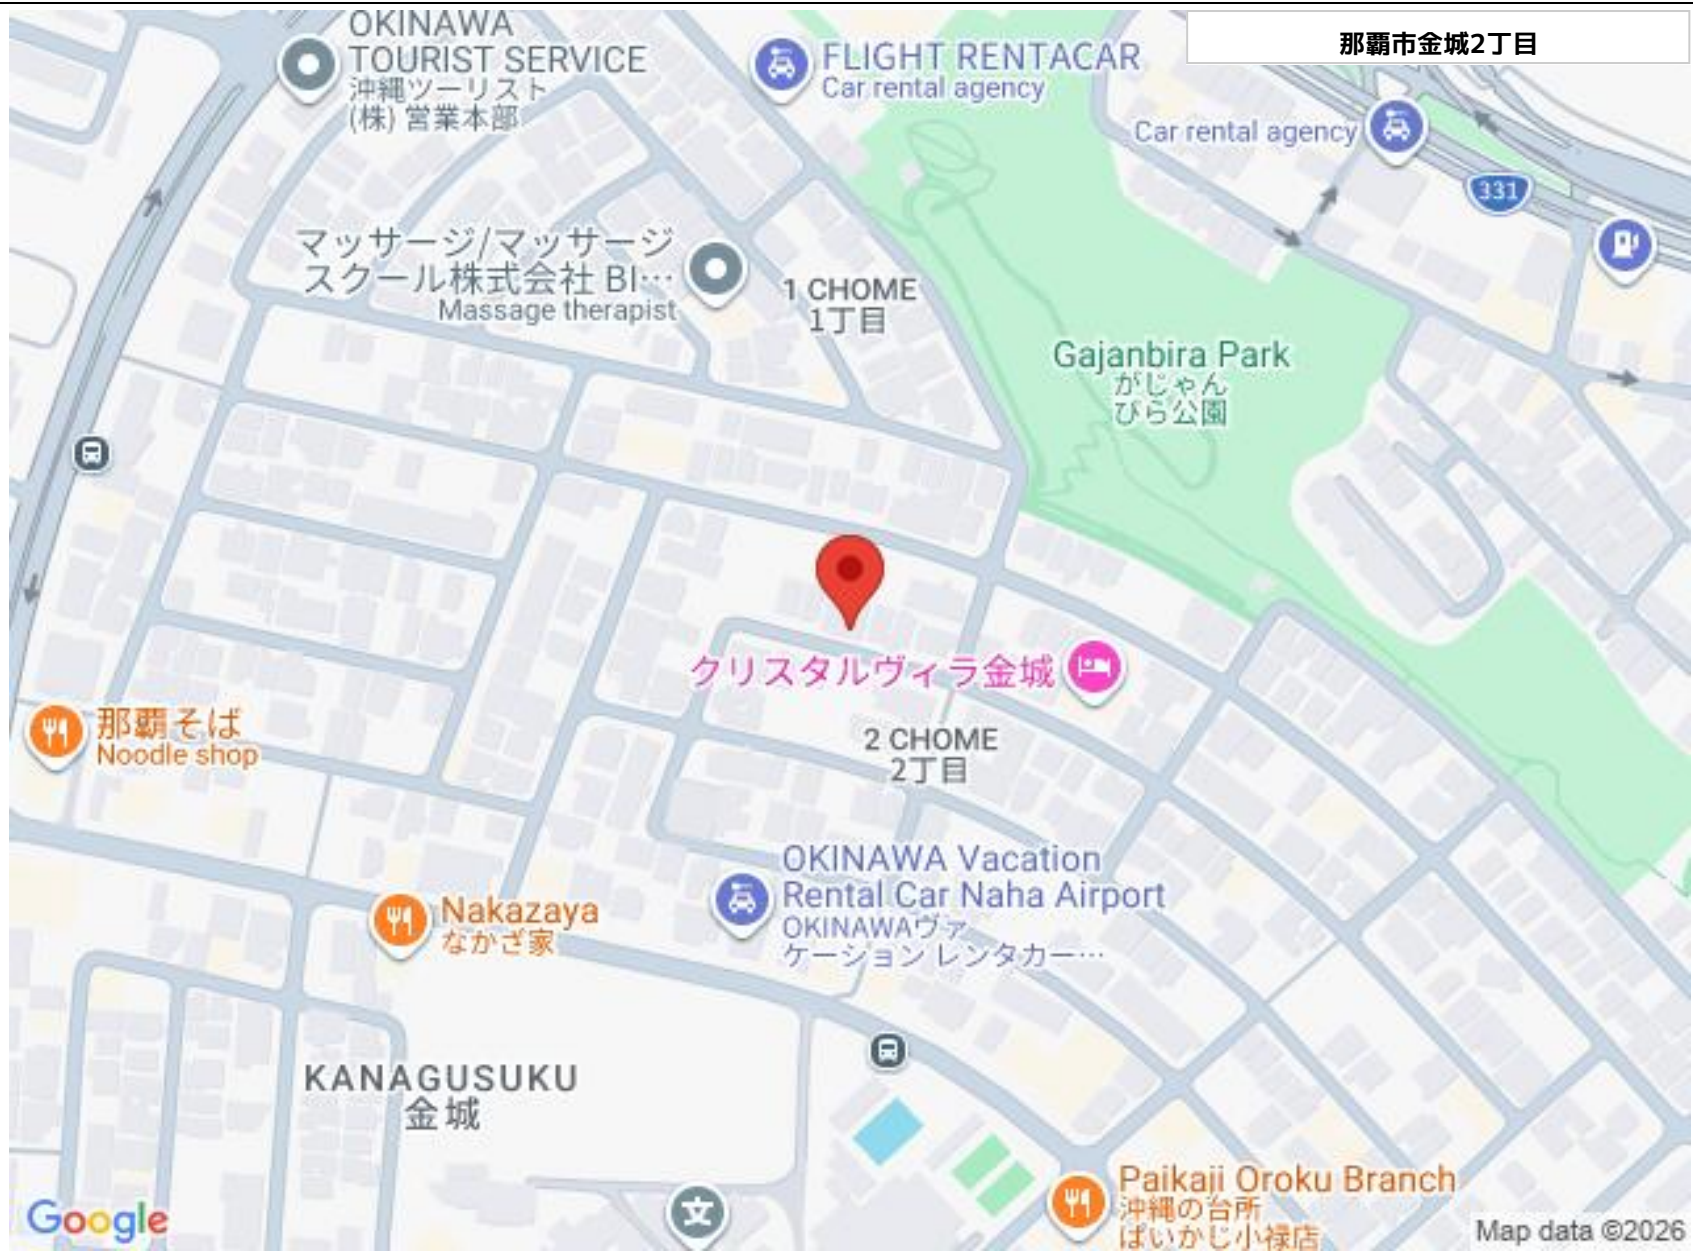 那覇市金城2丁目
OKINAWA
TOURIST SERVICE
沖縄ツーリスト
(株) 営業本部
FLIGHT RENTACAR
Car rental agency
Car rental agency
331
マッサージ/マッサージ
スクール株式会社 BI…
Massage therapist
1 CHOME
1丁目
Gajanbira Park
がじゃん
びら公園
クリスタルヴィラ金城
那覇そば
Noodle shop
2 CHOME
2丁目
OKINAWA Vacation
Rental Car Naha Airport
OKINAWAヴァ
ケーション レンタカー…
Nakazaya
なかざ家
KANAGUSUKU
金城
文
Paikaji Oroku Branch
沖縄の台所
ぱいかじ小禄店
Google
Map data ©2026